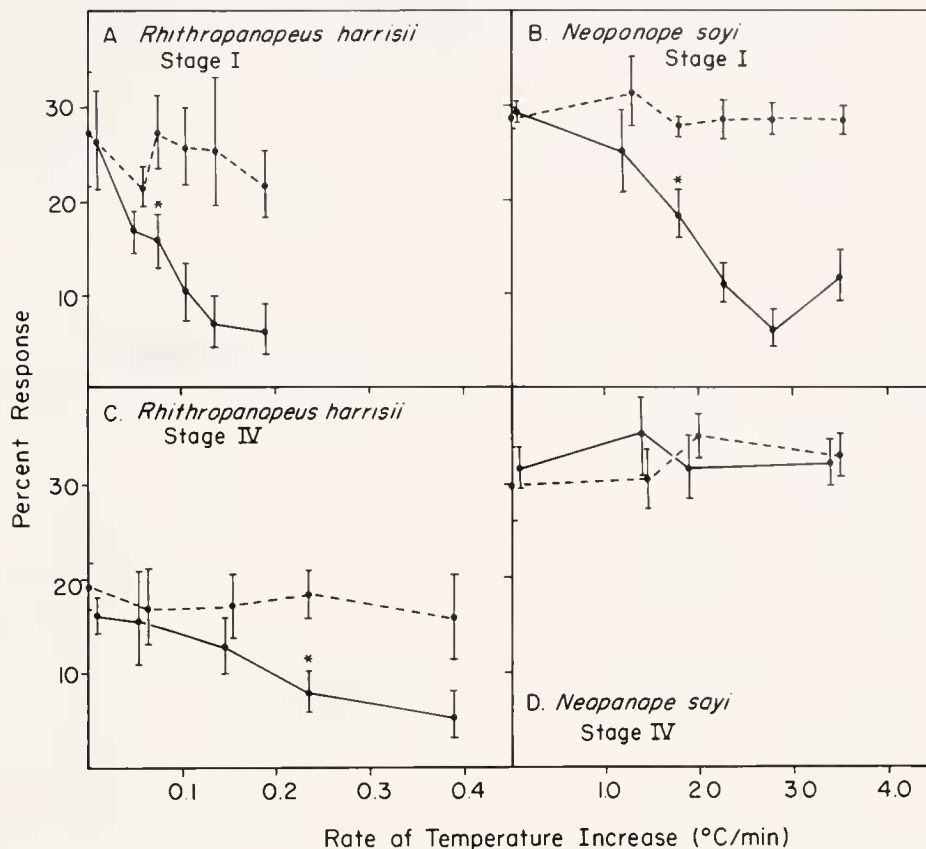 A. Rhithropanopeus harrisii
Stage I
B. Neopanope sayi
Stage I
30
20
10
*
*
Percent Response
C. Rhithropanopeus harrisii
Stage IV
30
20
10
*
D. Neopanope sayi
Stage IV
0.1 0.2 0.3 0.4 1.0 2.0 3.0 4.0
Rate of Temperature Increase (°C/min)